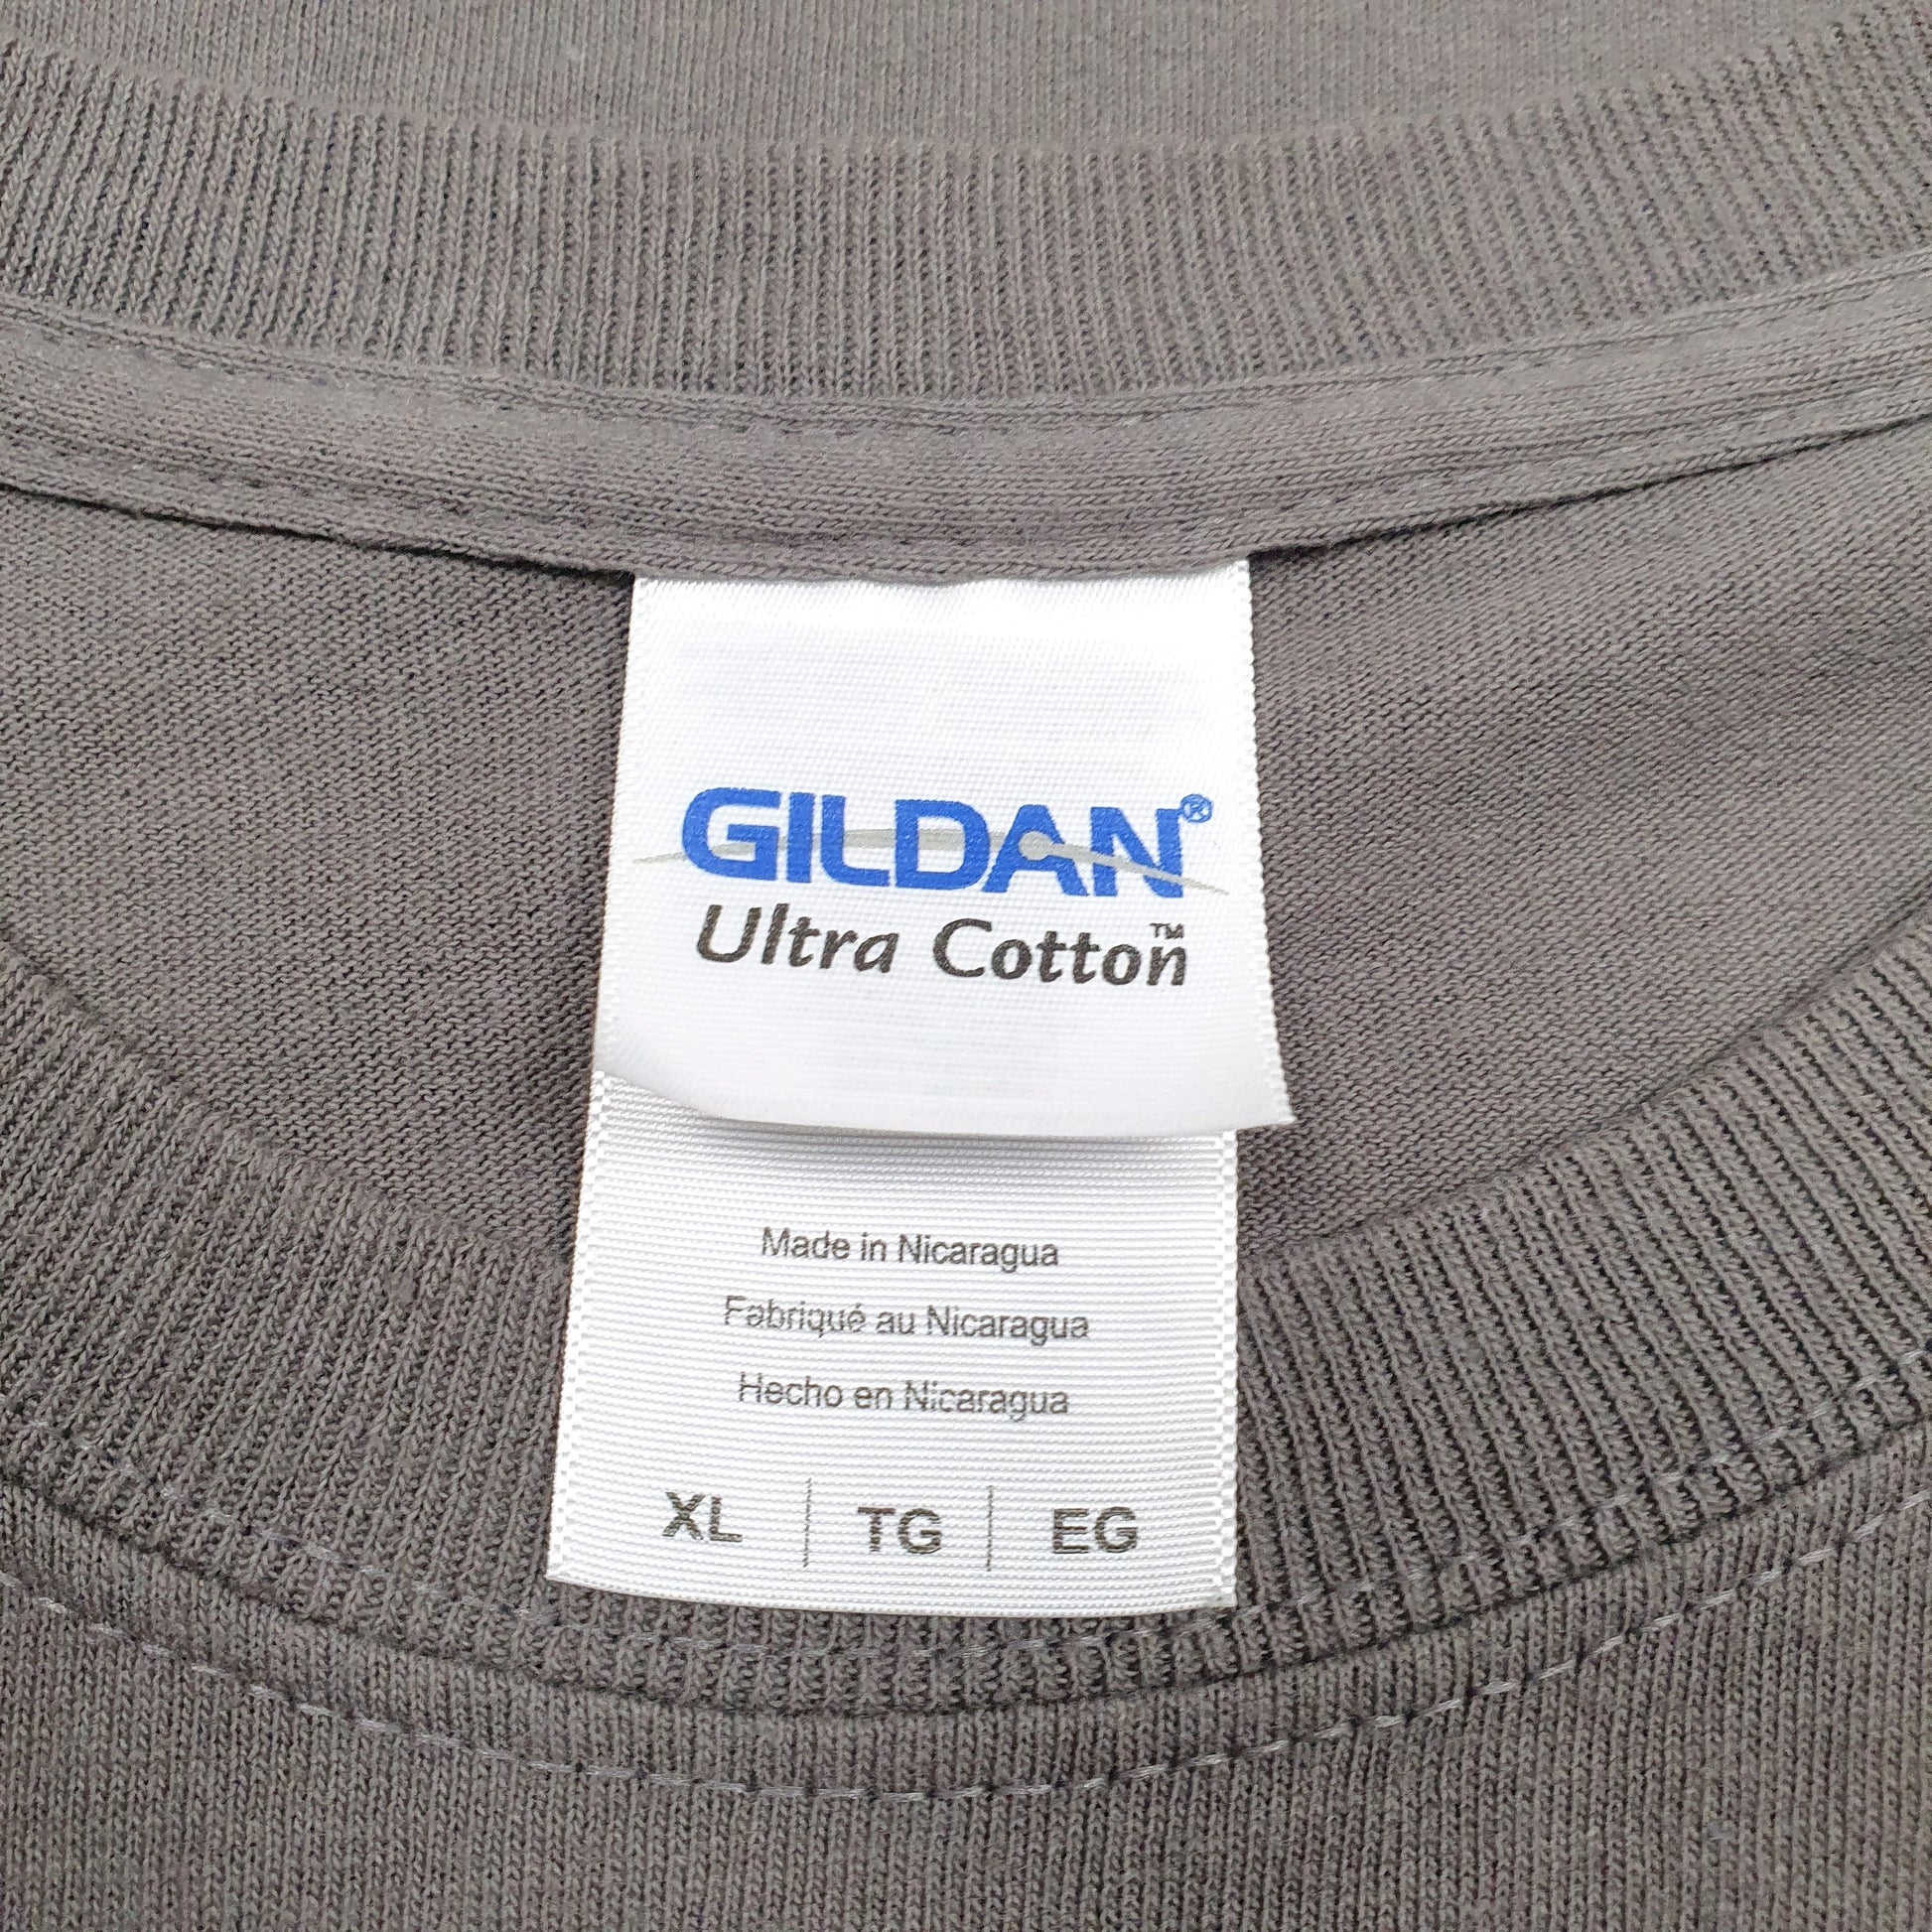 GILDAN®
Ultra Cotton™
Made in Nicaragua
Fabriqué au Nicaragua
Hecho en Nicaragua
XL | TG | EG